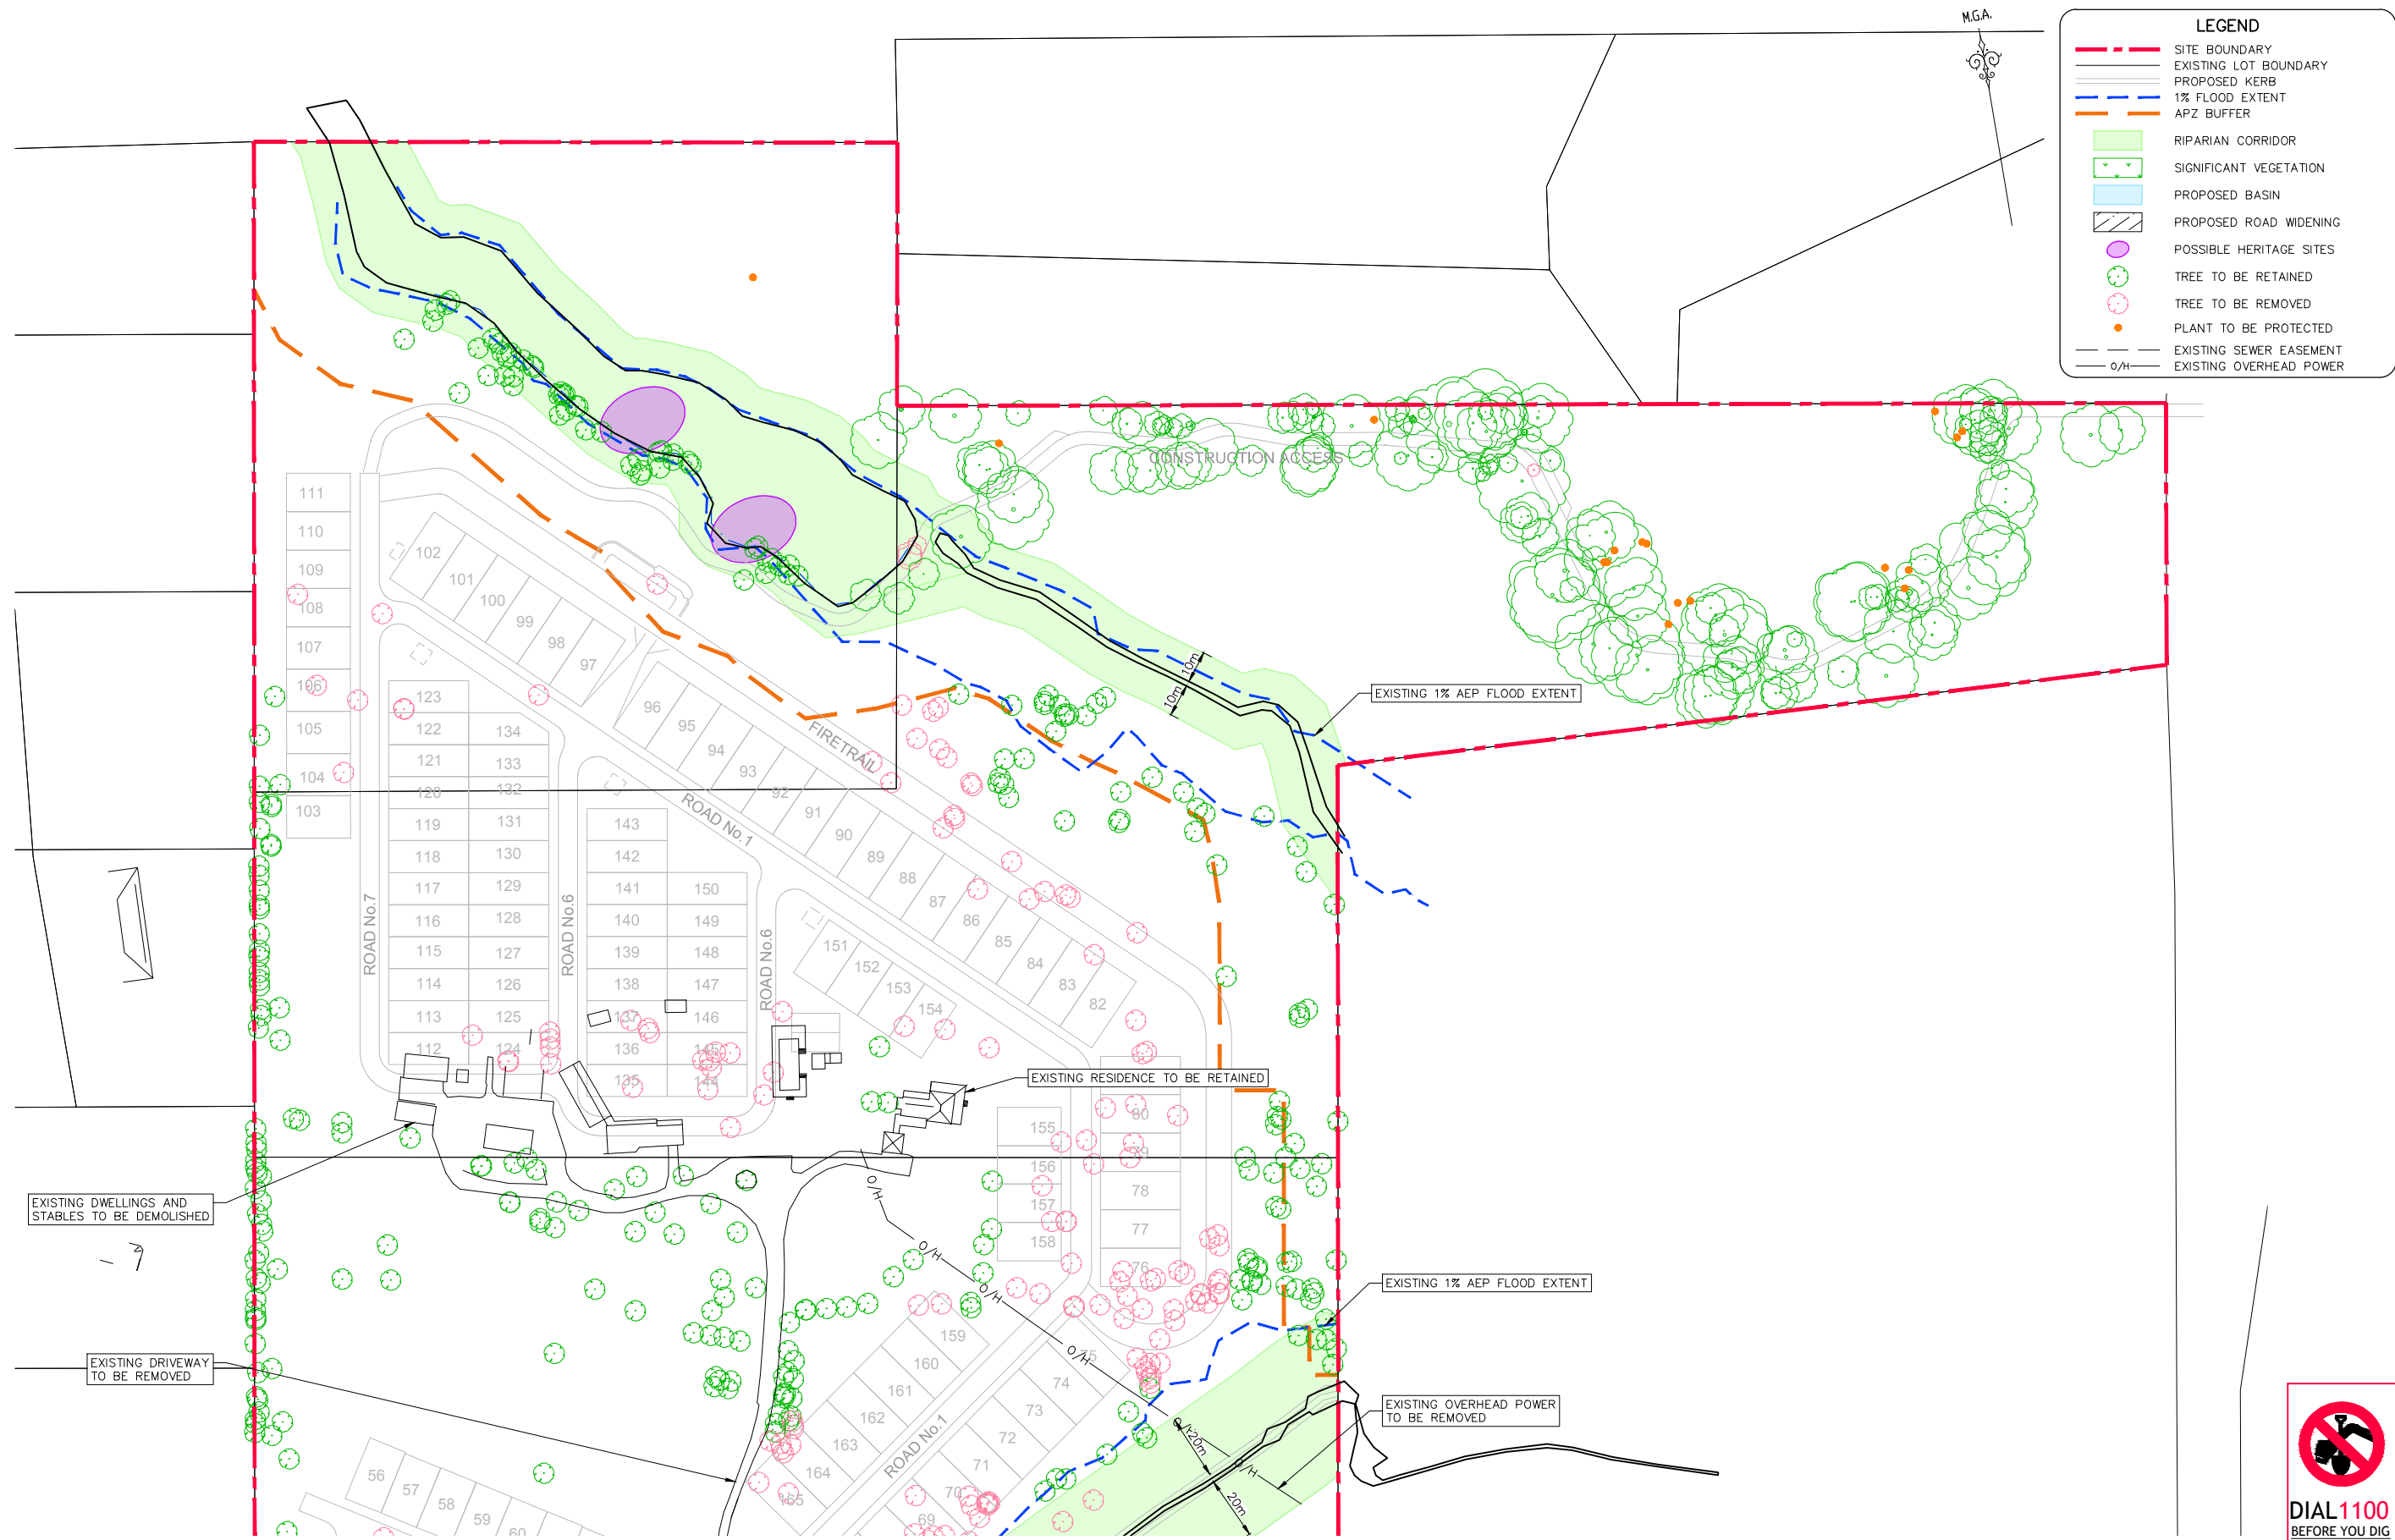 M.G.A.
LEGEND
SITE BOUNDARY
EXISTING LOT BOUNDARY
PROPOSED KERB
1% FLOOD EXTENT
APZ BUFFER
RIPARIAN CORRIDOR
SIGNIFICANT VEGETATION
PROPOSED BASIN
PROPOSED ROAD WIDENING
POSSIBLE HERITAGE SITES
TREE TO BE RETAINED
TREE TO BE REMOVED
PLANT TO BE PROTECTED
EXISTING SEWER EASEMENT
O/H EXISTING OVERHEAD POWER
CONSTRUCTION ACCESS
111
110
109
108
107
106
105
104
103
102
101
100
99
98
97
96
95
94
93
92
91
90
89
88
87
86
85
84
83
82
FIRETRAIL
ROAD No.1
10m
10m
EXISTING 1% AEP FLOOD EXTENT
123
122
121
120
119
118
117
116
115
114
113
112
134
133
132
131
130
129
128
127
126
125
124
143
142
141
140
139
138
137
136
135
150
149
148
147
146
145
144
ROAD No.7
ROAD No.6
ROAD No.6
151
152
153
154
EXISTING RESIDENCE TO BE RETAINED
155
156
157
158
80
79
78
77
76
75
74
73
72
71
70
69
159
160
161
162
163
164
165
ROAD No.1
O/H
O/H
O/H
O/H
O/H
20m
20m
EXISTING DWELLINGS AND
STABLES TO BE DEMOLISHED
EXISTING DRIVEWAY
TO BE REMOVED
EXISTING 1% AEP FLOOD EXTENT
EXISTING OVERHEAD POWER
TO BE REMOVED
56
57
58
59
60
DIAL1100
BEFORE YOU DIG